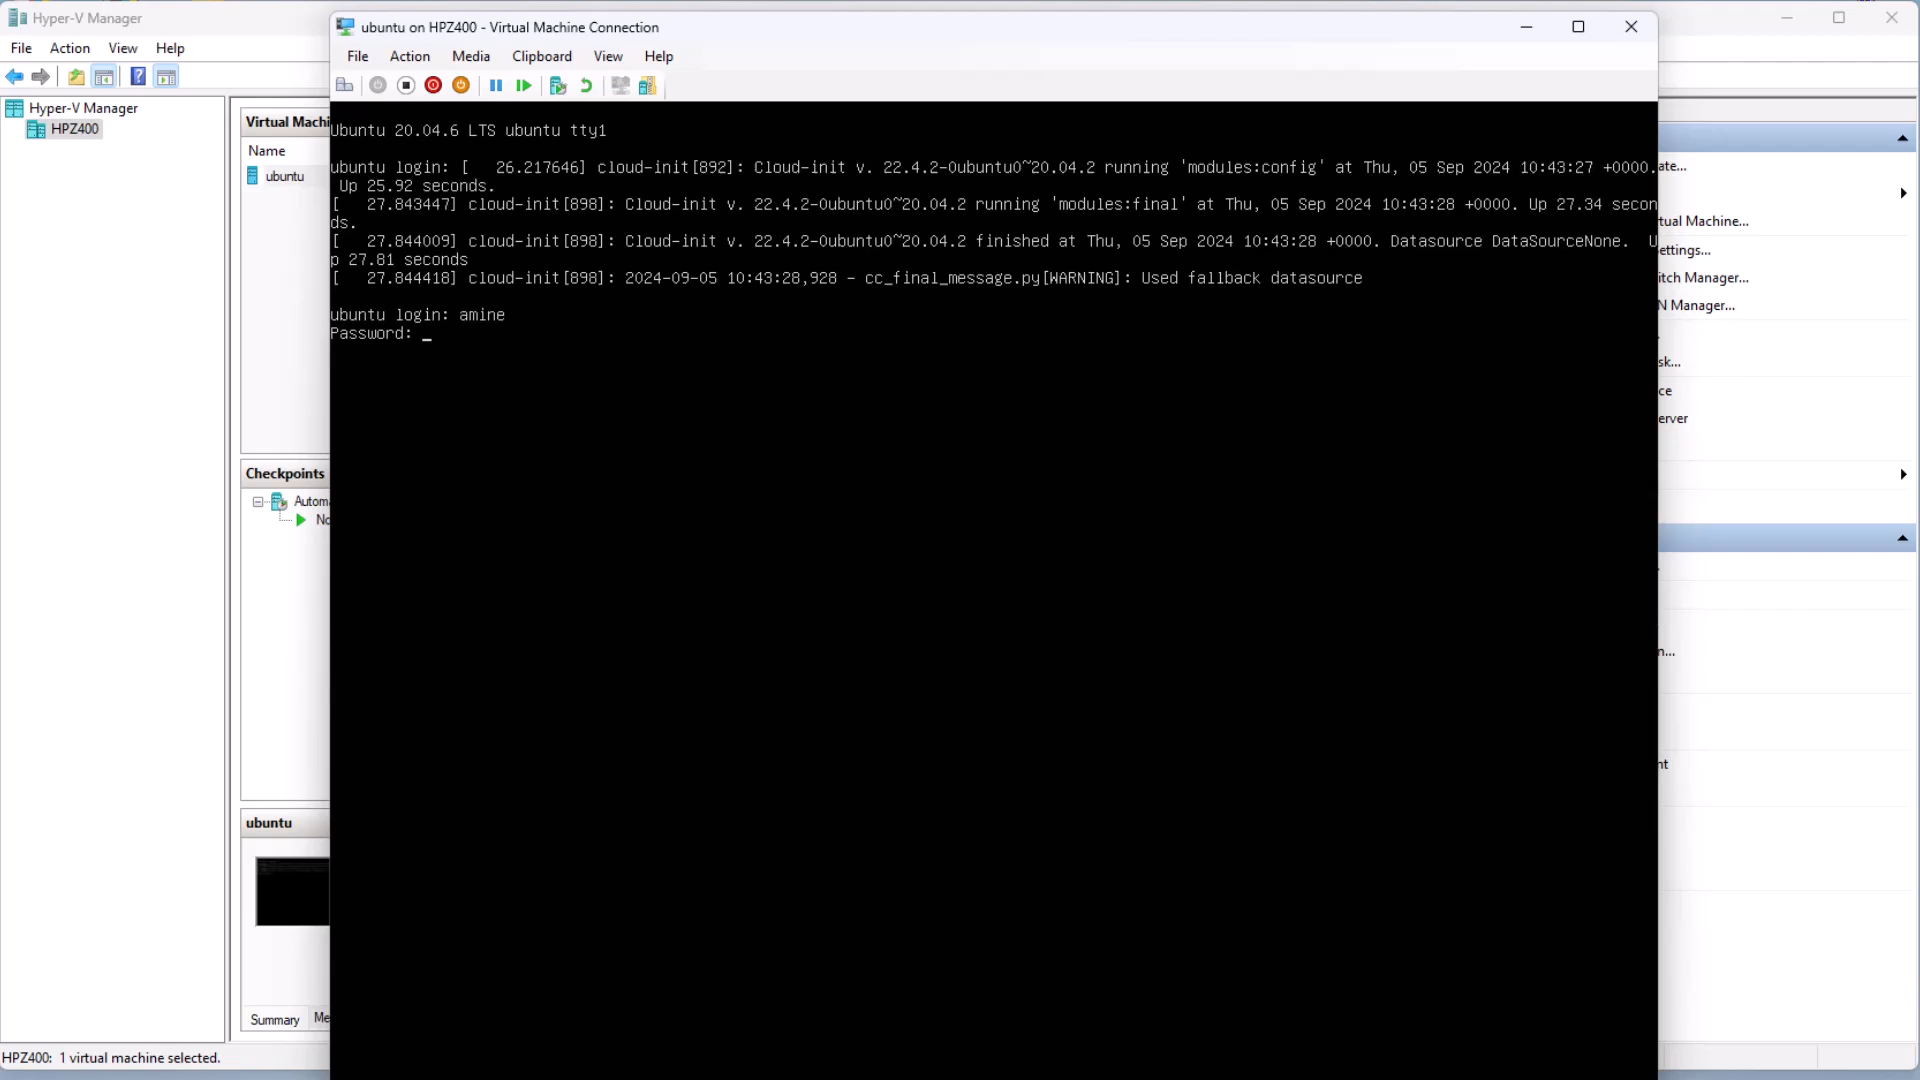 Hyper-V Manager
File Action View Help
Hyper-V Manager
HPZ400
Virtual Machi
Name
ubuntu
Checkpoints
Automa
No
ubuntu
Summary Me
HPZ400: 1 virtual machine selected.
ubuntu on HPZ400 - Virtual Machine Connection
File Action Media Clipboard View Help
Ubuntu 20.04.6 LTS ubuntu tty1
ubuntu login: [   26.217646] cloud-init[892]: Cloud-init v. 22.4.2-0ubuntu0~20.04.2 running 'modules:config' at Thu, 05 Sep 2024 10:43:27 +0000.
Up 25.92 seconds.
[   27.843447] cloud-init[898]: Cloud-init v. 22.4.2-0ubuntu0~20.04.2 running 'modules:final' at Thu, 05 Sep 2024 10:43:28 +0000. Up 27.34 secon
ds.
[   27.844009] cloud-init[898]: Cloud-init v. 22.4.2-0ubuntu0~20.04.2 finished at Thu, 05 Sep 2024 10:43:28 +0000. Datasource DataSourceNone.  U
p 27.81 seconds
[   27.844418] cloud-init[898]: 2024-09-05 10:43:28,928 - cc_final_message.py[WARNING]: Used fallback datasource
ubuntu login: amine
Password: _
ate...
tual Machine...
ettings...
itch Manager...
N Manager...
.
sk...
ce
erver
.
n...
nt